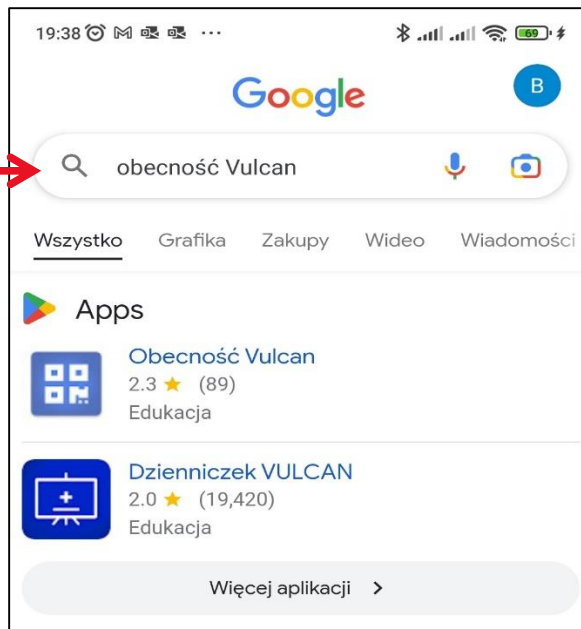 19:38
69
Google
B
obecność Vulcan
Wszystko Grafika Zakupy Wideo Wiadomości
Apps
Obecność Vulcan
2.3 ★ (89)
Edukacja
Dzienniczek VULCAN
2.0 ★ (19,420)
Edukacja
Więcej aplikacji >